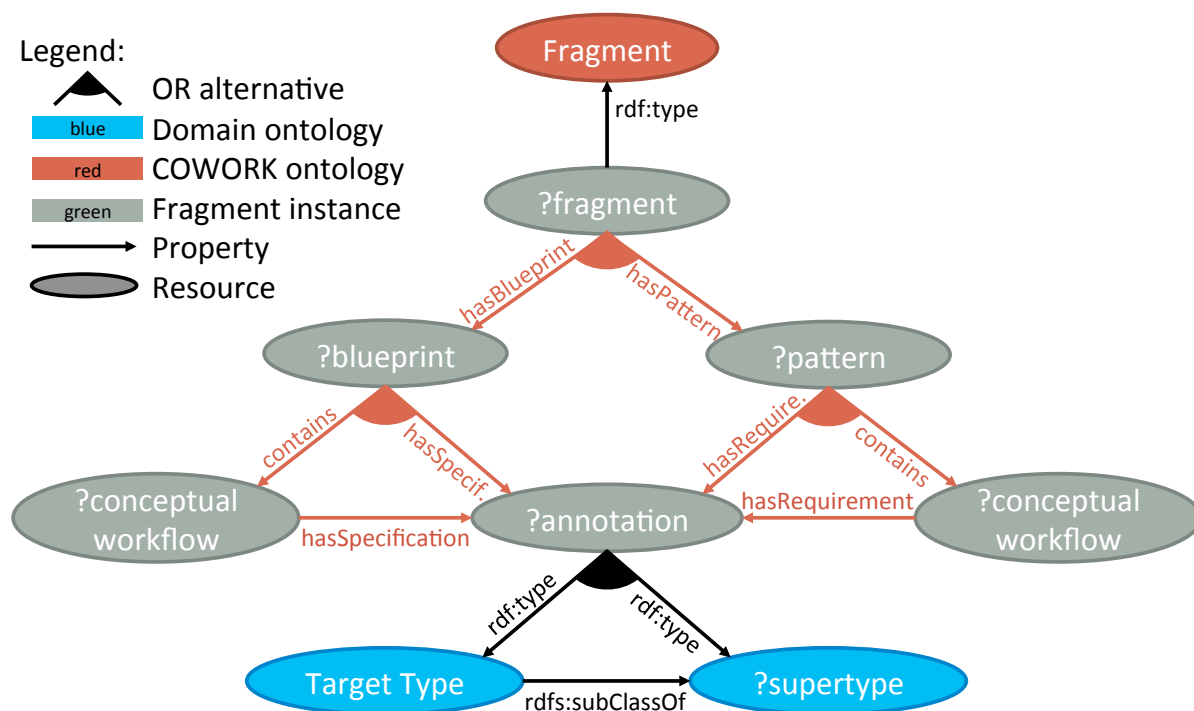 Legend:
OR alternative
blue
Domain ontology
red
COWORK ontology
green
Fragment instance
Property
Resource
Fragment
rdf:type
?fragment
hasBlueprint
hasPattern
?blueprint
?pattern
contains
hasSpecif.
hasRequire.
contains
?conceptual
workflow
hasSpecification
?annotation
hasRequirement
?conceptual
workflow
rdf:type
rdf:type
Target Type
rdfs:subClassOf
?supertype